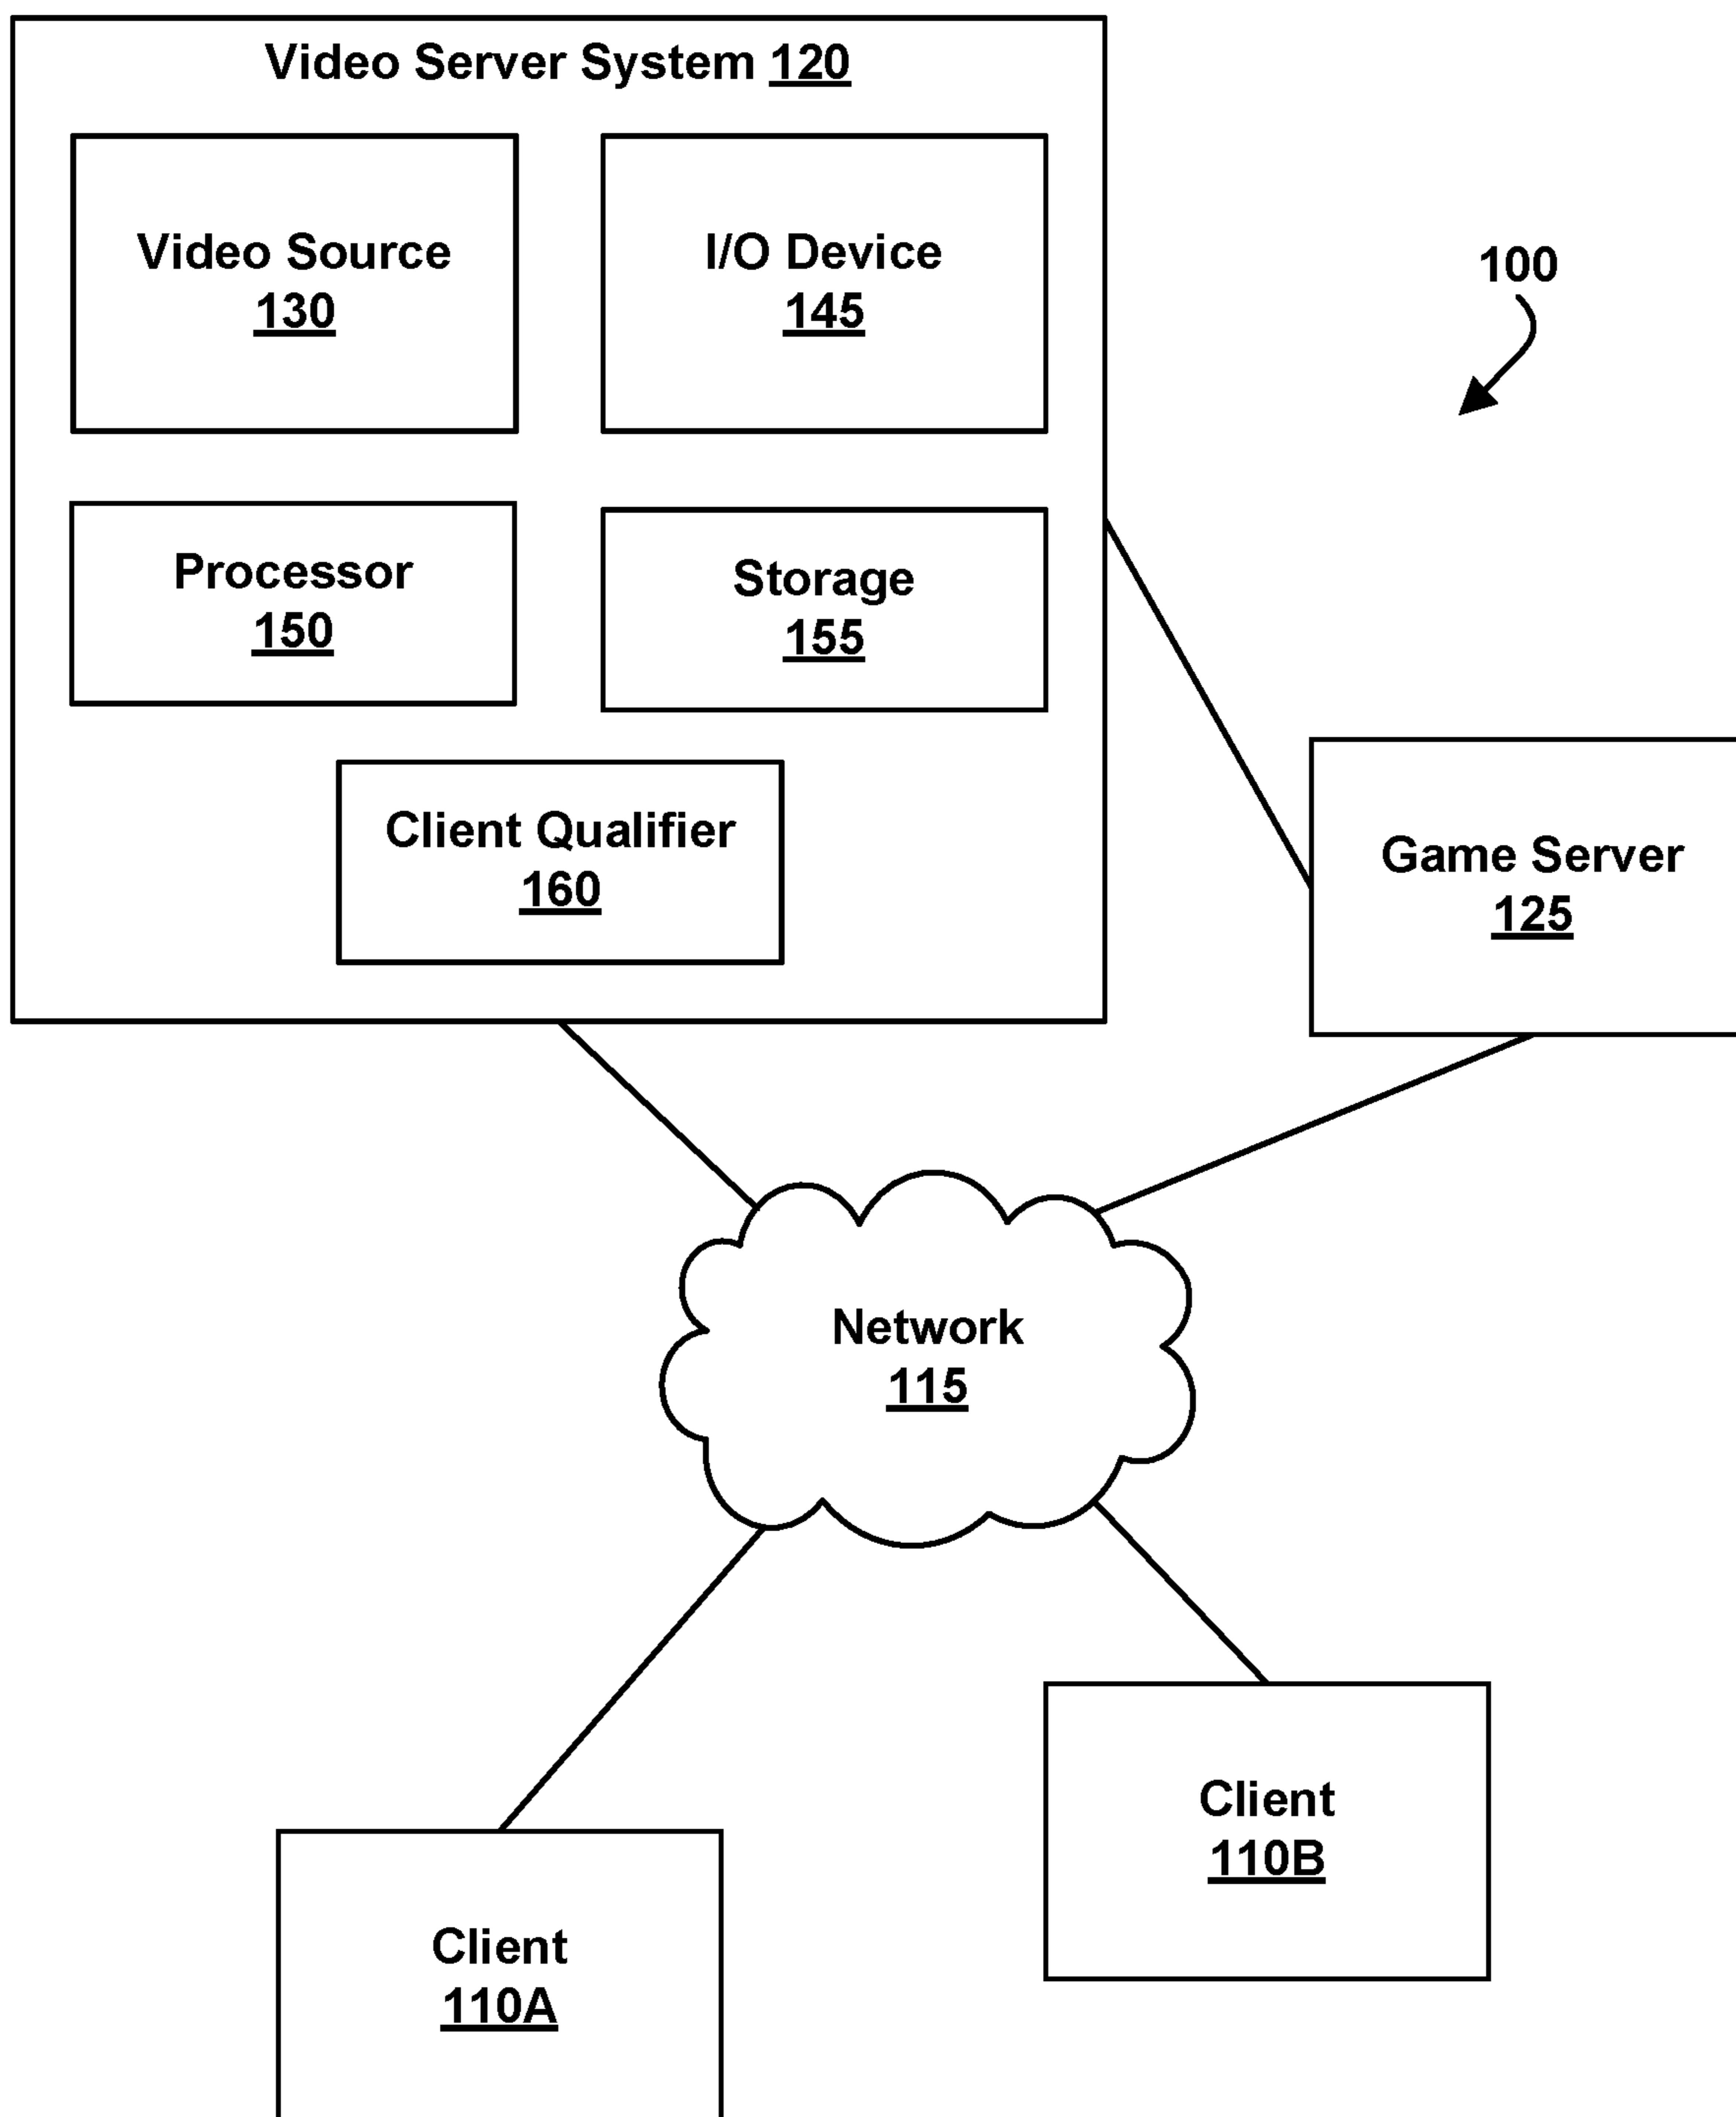 Video Server System 120
Video Source
130
I/O Device
145
100
Processor
150
Storage
155
Client Qualifier
160
Game Server
125
Network
115
Client
110B
Client
110A